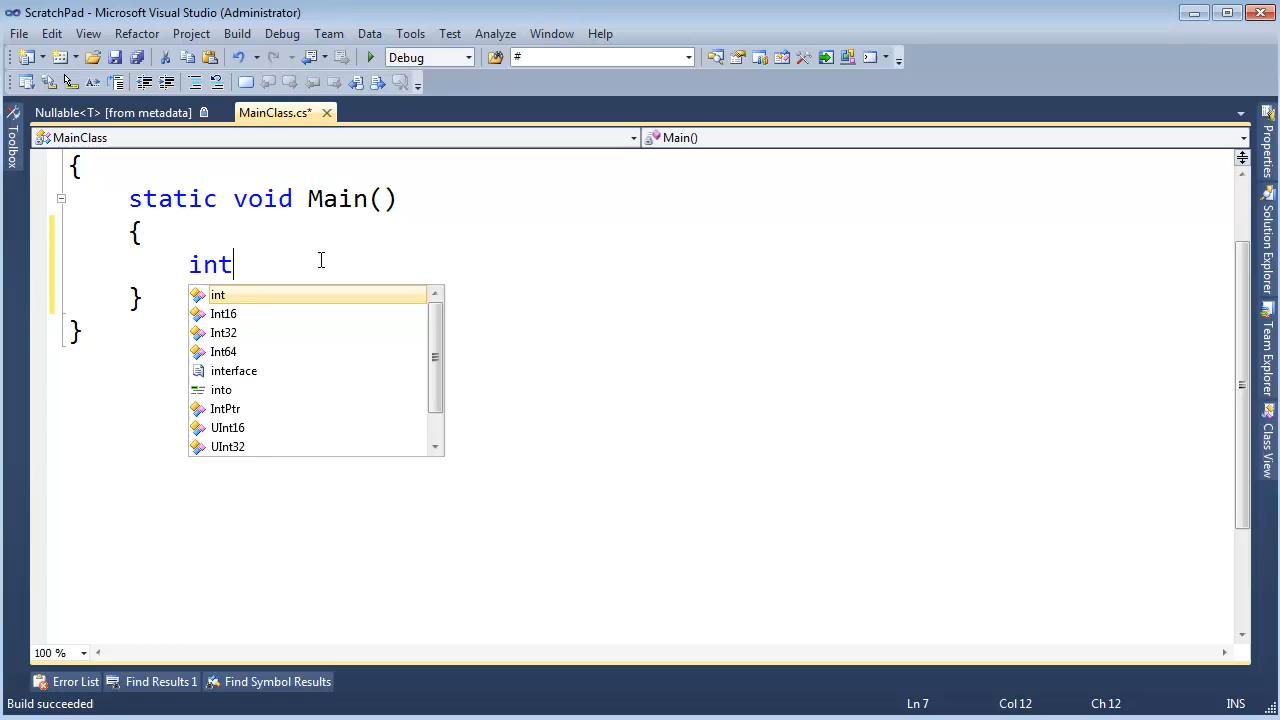 ScratchPad - Microsoft Visual Studio (Administrator)
File Edit View Refactor Project Build Debug Team Data Tools Test Analyze Window Help
Debug #
Nullable<T> [from metadata] MainClass.cs*
MainClass Main()
{
static void Main()
{
int
}
}
int
Int16
Int32
Int64
interface
into
IntPtr
UInt16
UInt32
Toolbox
Properties
Solution Explorer
Team Explorer
Class View
100 %
Error List Find Results 1 Find Symbol Results
Build succeeded Ln 7 Col 12 Ch 12 INS